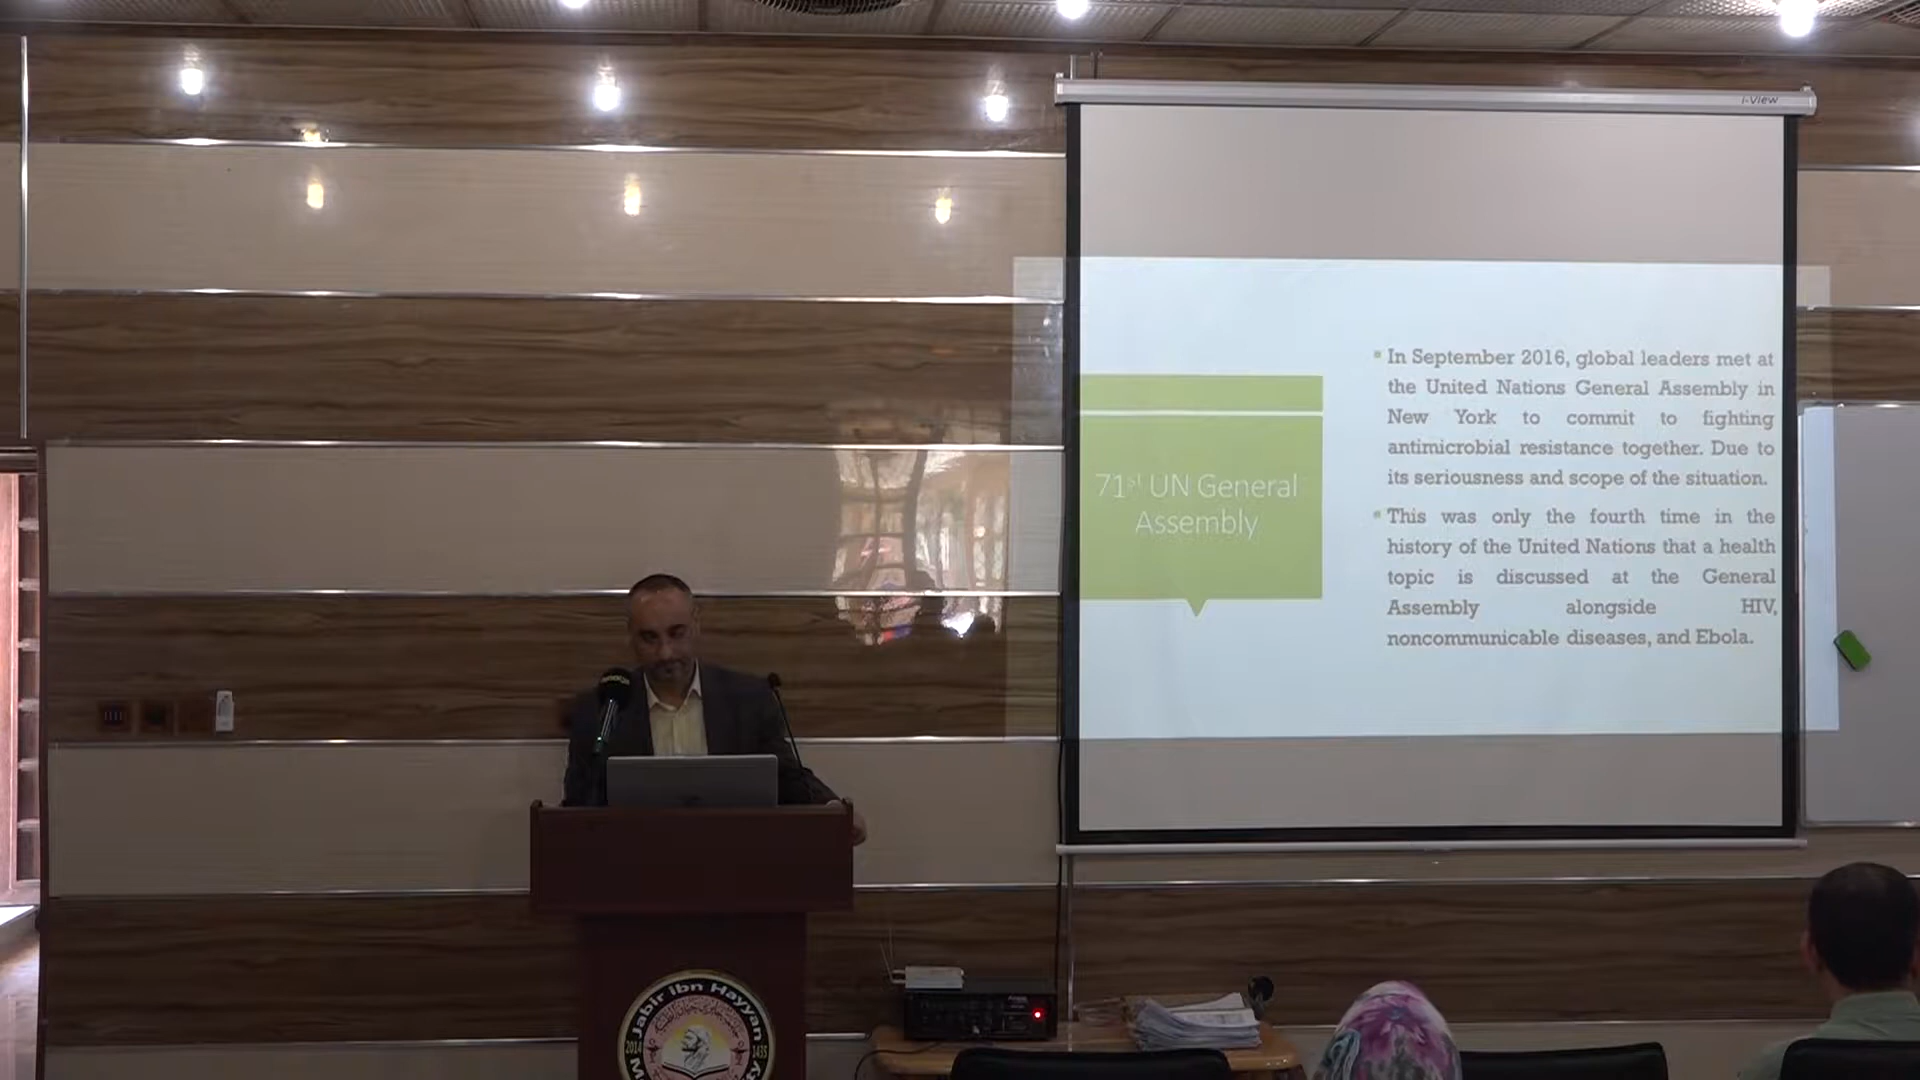 i-View
71st UN General
Assembly
In September 2016, global leaders met at
the United Nations General Assembly in
New York to commit to fighting
antimicrobial resistance together. Due to
its seriousness and scope of the situation.
This was only the fourth time in the
history of the United Nations that a health
topic is discussed at the General
Assembly alongside HIV,
noncommunicable diseases, and Ebola.
Jabir ibn Hayyan
2014
1435